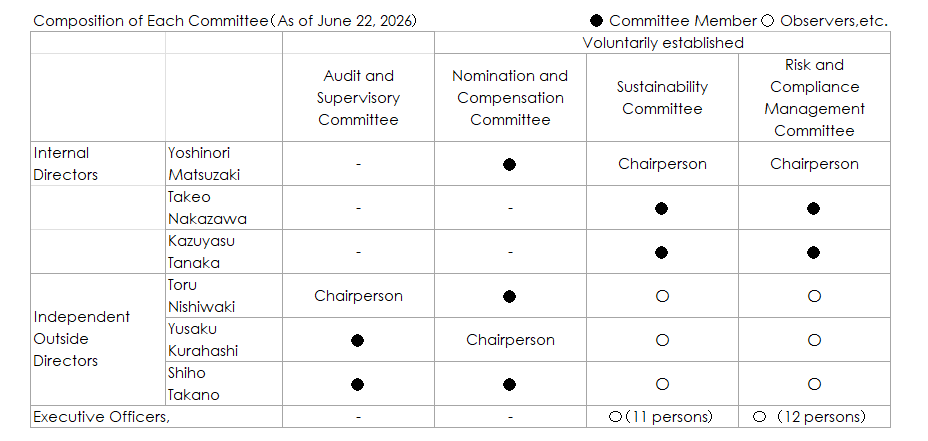 Composition of Each Committee(As of June 22, 2026) ● Committee Member ○ Observers,etc.
Voluntarily established
Audit and Supervisory Committee
Nomination and Compensation Committee
Sustainability Committee
Risk and Compliance Management Committee
Internal Directors
Yoshinori Matsuzaki - ● Chairperson Chairperson
Takeo Nakazawa - - ● ●
Kazuyasu Tanaka - - ● ●
Independent Outside Directors
Toru Nishiwaki Chairperson ● ○ ○
Yusaku Kurahashi ● Chairperson ○ ○
Shiho Takano ● ● ○ ○
Executive Officers, - - ○(11 persons) ○ (12 persons)